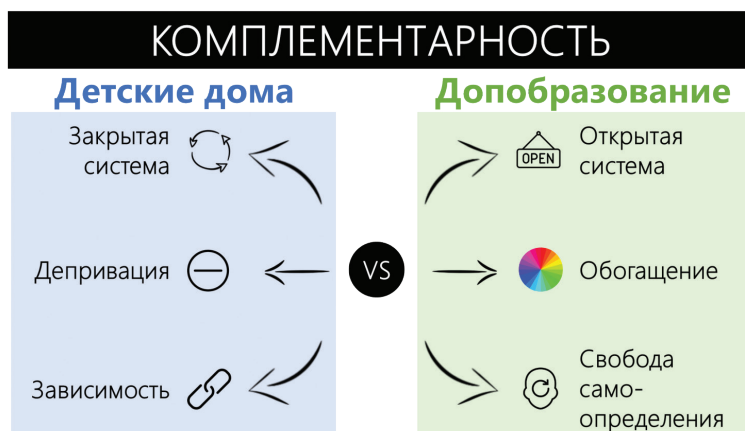 КОМПЛЕМЕНТАРНОСТЬ
Детские дома
Допобразование
Закрытая
система
Открытая
система
OPEN
Депривация
VS
Обогащение
Зависимость
Свобода
само-
определения